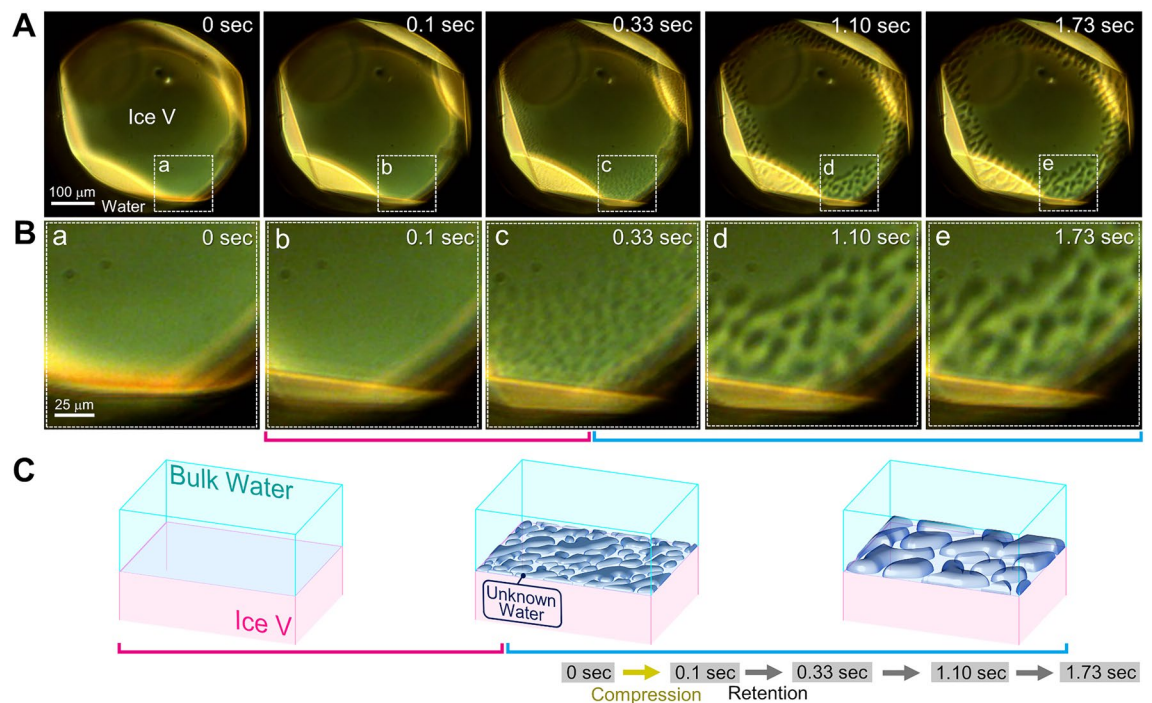 A
0 sec
0.1 sec
0.33 sec
1.10 sec
1.73 sec
Ice V
a
b
c
d
e
100 μm
Water
B
a
0 sec
b
0.1 sec
c
0.33 sec
d
1.10 sec
e
1.73 sec
25 μm
C
Bulk Water
Ice V
Unknown
Water
0 sec
0.1 sec
0.33 sec
1.10 sec
1.73 sec
Compression
Retention